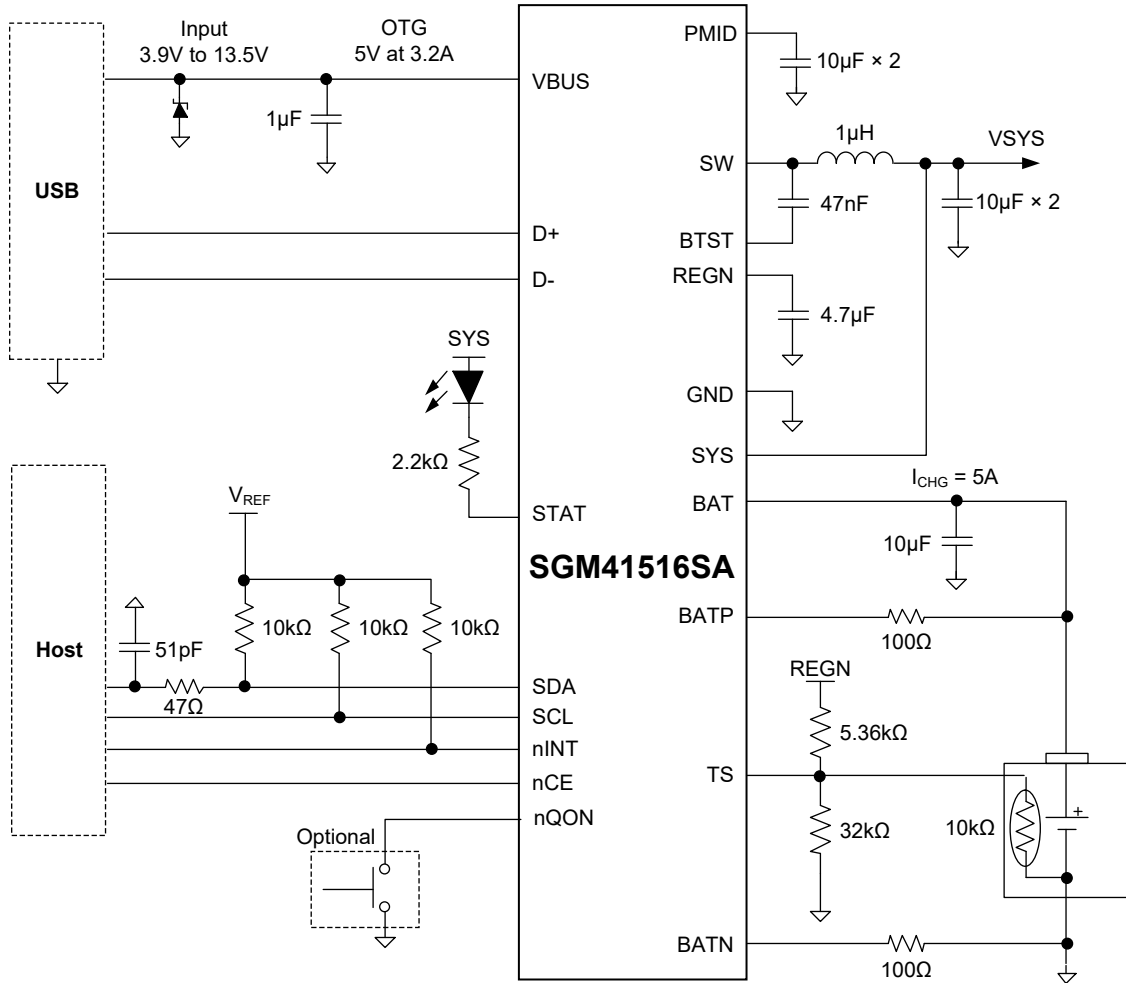 Input
3.9V to 13.5V
OTG
5V at 3.2A
1µF
USB
VBUS
D+
D-
SYS
2.2kΩ
STAT
VREF
10kΩ
10kΩ
10kΩ
51pF
47Ω
Host
SDA
SCL
nINT
nCE
nQON
Optional
SGM41516SA
PMID
10µF × 2
SW
1µH
VSYS
47nF
10µF × 2
BTST
REGN
4.7µF
GND
SYS
ICHG = 5A
BAT
10µF
BATP
100Ω
REGN
5.36kΩ
TS
32kΩ
10kΩ
+
BATN
100Ω